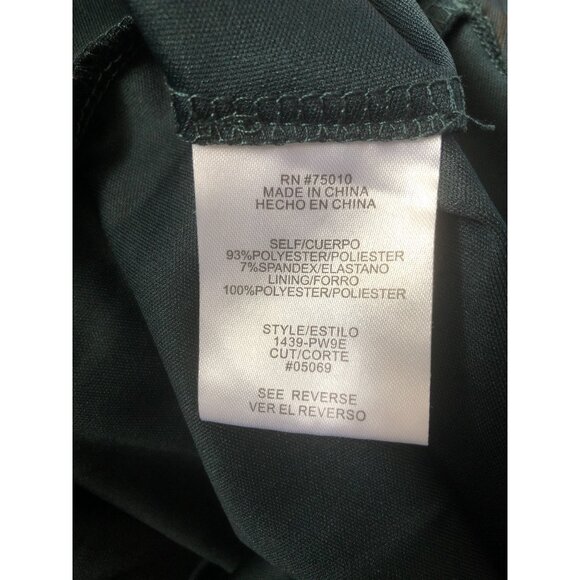 RN #75010
MADE IN CHINA
HECHO EN CHINA
SELF/CUERPO
93%POLYESTER/POLIESTER
7%SPANDEX/ELASTANO
LINING/FORRO
100%POLYESTER/POLIESTER
STYLE/ESTILO
1439-PW9E
CUT/CORTE
#05069
SEE REVERSE
VER EL REVERSO